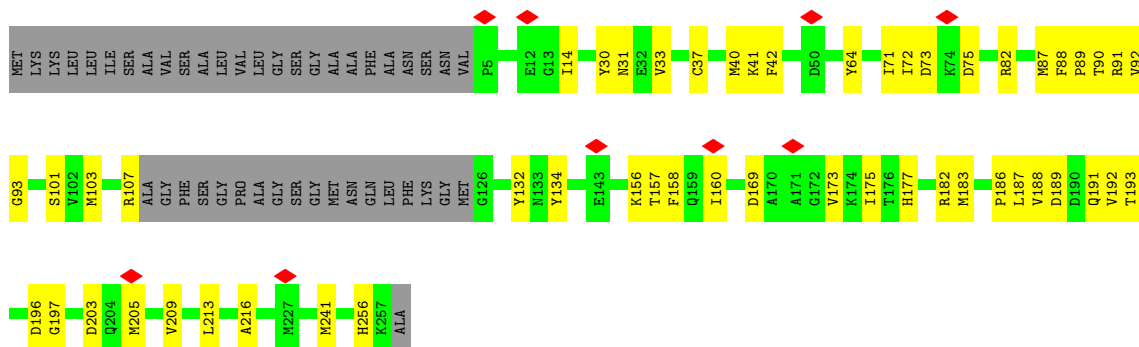 MET LYS LYS LEU LEU ILE SER ALA VAL SER ALA LEU VAL LEU GLY SER GLY ALA ALA PHE ALA ASN SER ASN VAL P5 E12 G13 I14 Y30 N31 E32 V33 C37 M40 K41 F42 D50 Y64 I71 I72 D73 K74 D75 R82 M87 F88 P89 T90 R91 V92
G93 S101 V102 M103 R107 ALA GLY PHE SER GLY PRO ALA GLY SER GLY MET ASN GLN LEU PHE LYS GLY MET G126 Y132 N133 Y134 E143 K156 T157 F158 Q159 I160 D169 A170 A171 G172 V173 K174 I175 T176 H177 R182 M183 P186 L187 V188 D189 D190 Q191 V192 T193
D196 G197 D203 Q204 M205 V209 L213 A216 M227 M241 H256 K257 ALA